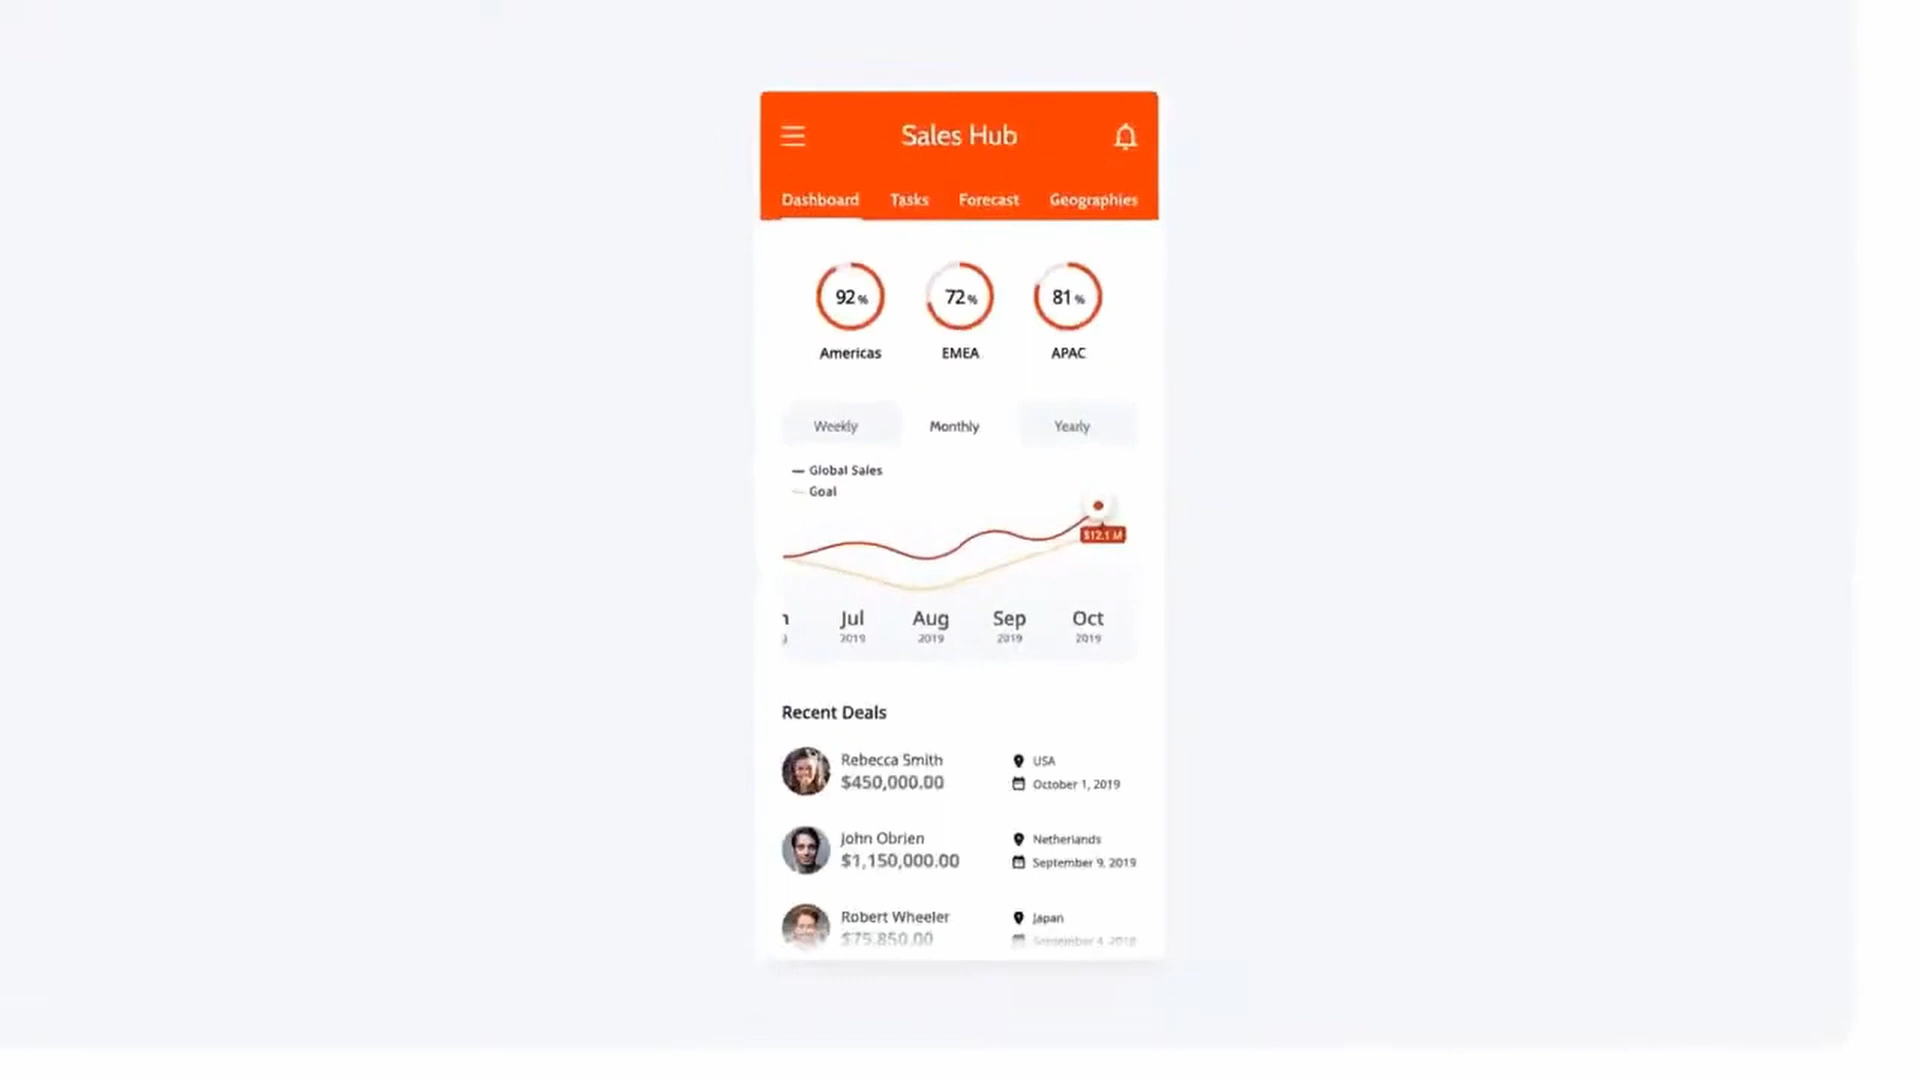 Sales Hub
Dashboard Tasks Forecast Geographies
92% 72% 81%
Americas EMEA APAC
Weekly Monthly Yearly
Global Sales
Goal
$12.1 M
Jul Aug Sep Oct
2019 2019 2019 2019
Recent Deals
Rebecca Smith USA
$450,000.00 October 1, 2019
John Obrien Netherlands
$1,150,000.00 September 9, 2019
Robert Wheeler Japan
$75,850.00 September 4,